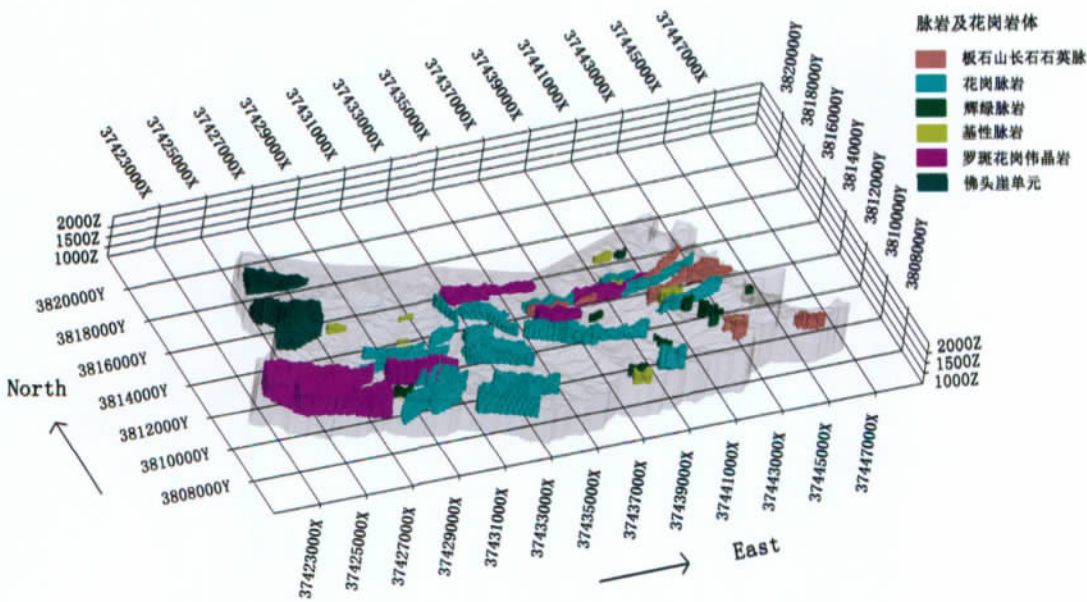 脉岩及花岗岩体
板石山长石石英脉
花岗脉岩
辉绿脉岩
基性脉岩
罗斑花岗伟晶岩
佛头崖单元
37423000X
37425000X
37427000X
37429000X
37431000X
37433000X
37435000X
37437000X
37439000X
37441000X
37443000X
37445000X
37447000X
3820000Y
3818000Y
3816000Y
3814000Y
3812000Y
3810000Y
3808000Y
2000Z
1500Z
1000Z
3820000Y
3818000Y
3816000Y
3814000Y
3812000Y
3810000Y
3808000Y
2000Z
1500Z
1000Z
North
37423000X
37425000X
37427000X
37429000X
37431000X
37433000X
37435000X
37437000X
37439000X
37441000X
37443000X
37445000X
37447000X
East